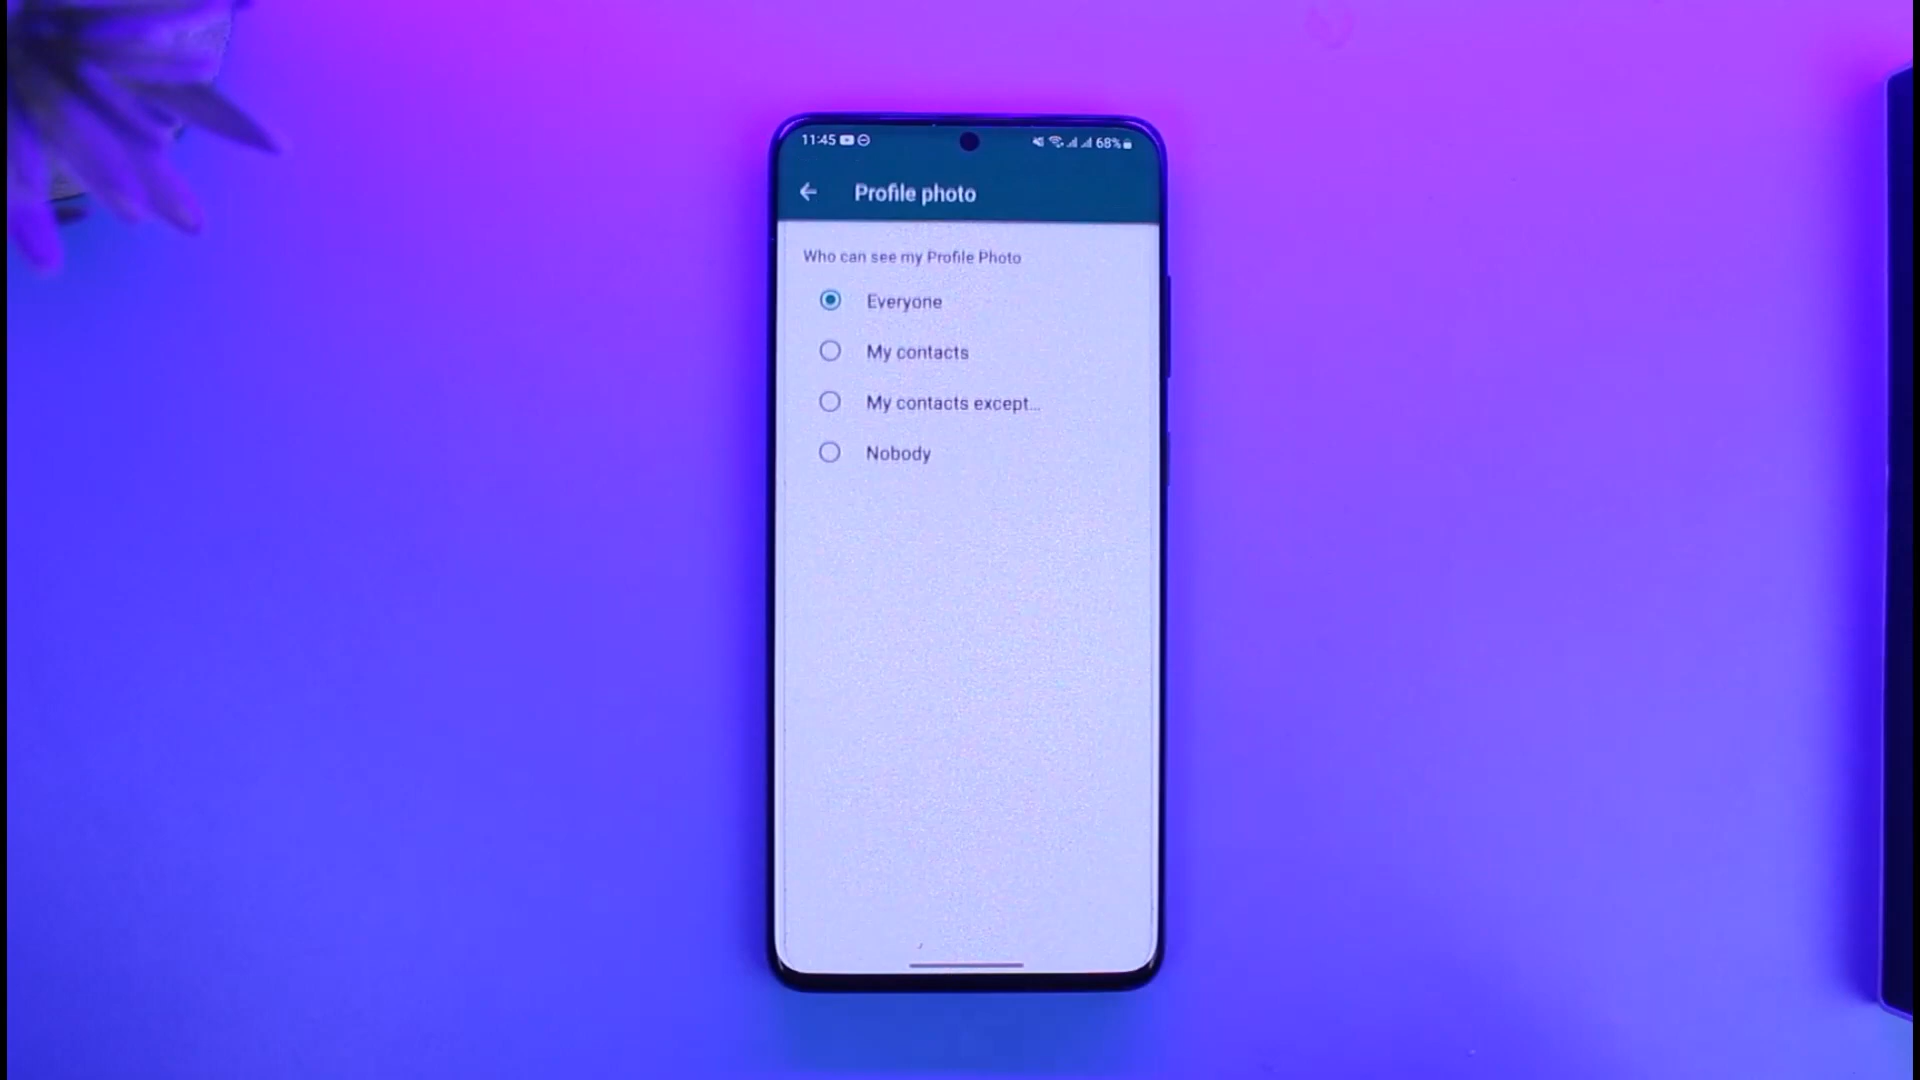 11:45 68%
Profile photo
Who can see my Profile Photo
Everyone
My contacts
My contacts except...
Nobody